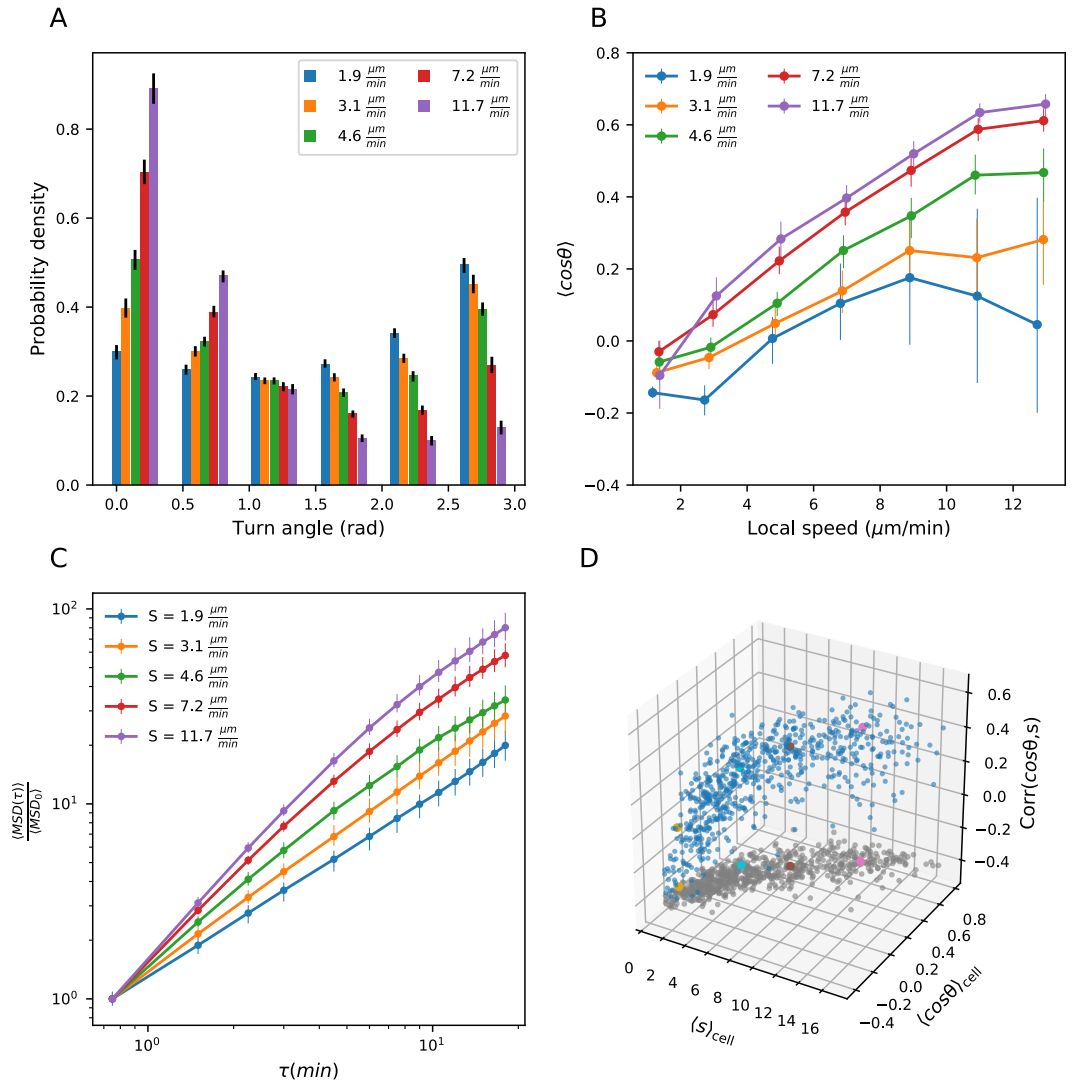 A
1.9 μm/min 7.2 μm/min
3.1 μm/min 11.7 μm/min
4.6 μm/min
Probability density
0.8
0.6
0.4
0.2
0.0
0.0 0.5 1.0 1.5 2.0 2.5 3.0
Turn angle (rad)
B
1.9 μm/min 7.2 μm/min
3.1 μm/min 11.7 μm/min
4.6 μm/min
⟨cosθ⟩
0.8
0.6
0.4
0.2
0.0
−0.2
−0.4
2 4 6 8 10 12
Local speed (μm/min)
C
S = 1.9 μm/min
S = 3.1 μm/min
S = 4.6 μm/min
S = 7.2 μm/min
S = 11.7 μm/min
⟨MSD(τ)⟩/⟨MSD₀⟩
10²
10¹
10⁰
10⁰ 10¹
τ(min)
D
0.6
0.4
0.2
0.0
−0.2
−0.4
Corr(cosθ,s)
0 2 4 6 8 10 12 14 16
⟨s⟩cell
−0.4 −0.2 0.0 0.2 0.4 0.6 0.8
⟨cosθ⟩cell